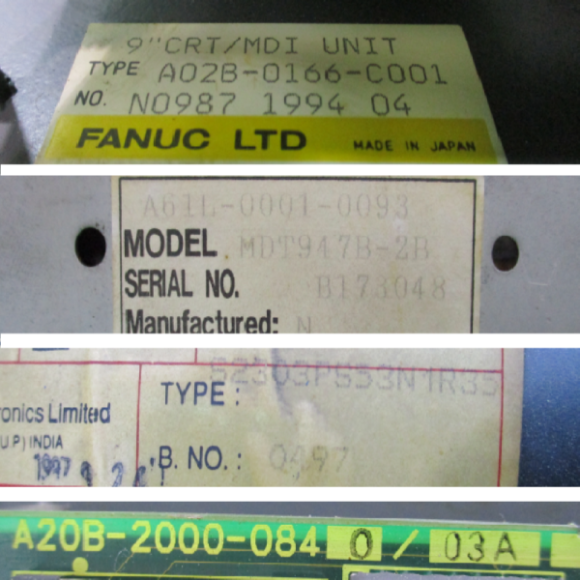 9"CRT/MDI UNIT
TYPE A02B-0166-C001
NO. N0987 1994 04
FANUC LTD MADE IN JAPAN
A61L-0001-0093
MODEL MDT947B-2B
SERIAL NO. B173048
Manufactured: N
TYPE :
ronics Limited
U P) INDIA
1997
B. NO. : 0497
A20B-2000-084 0 / 03A